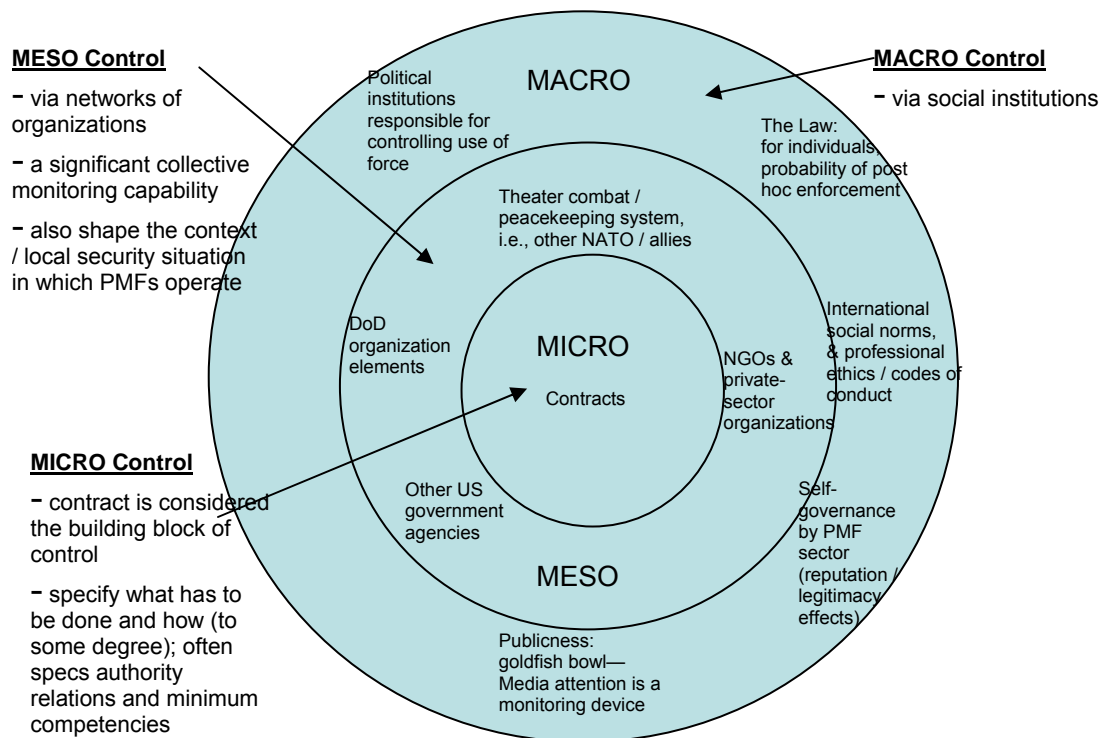 MESO Control
- via networks of
organizations
- a significant collective
monitoring capability
- also shape the context
/ local security situation
in which PMFs operate
MACRO Control
- via social institutions
MACRO
Political
institutions
responsible for
controlling use of
force
The Law:
for individuals,
probability of post
hoc enforcement
Theater combat /
peacekeeping system,
i.e., other NATO / allies
DoD
organization
elements
MICRO
Contracts
NGOs &
private-
sector
organizations
International
social norms,
& professional
ethics / codes of
conduct
MICRO Control
- contract is considered
the building block of
control
- specify what has to
be done and how (to
some degree); often
specs authority
relations and minimum
competencies
Other US
government
agencies
MESO
Self-
governance
by PMF
sector
(reputation /
legitimacy
effects)
Publicness:
goldfish bowl—
Media attention is a
monitoring device